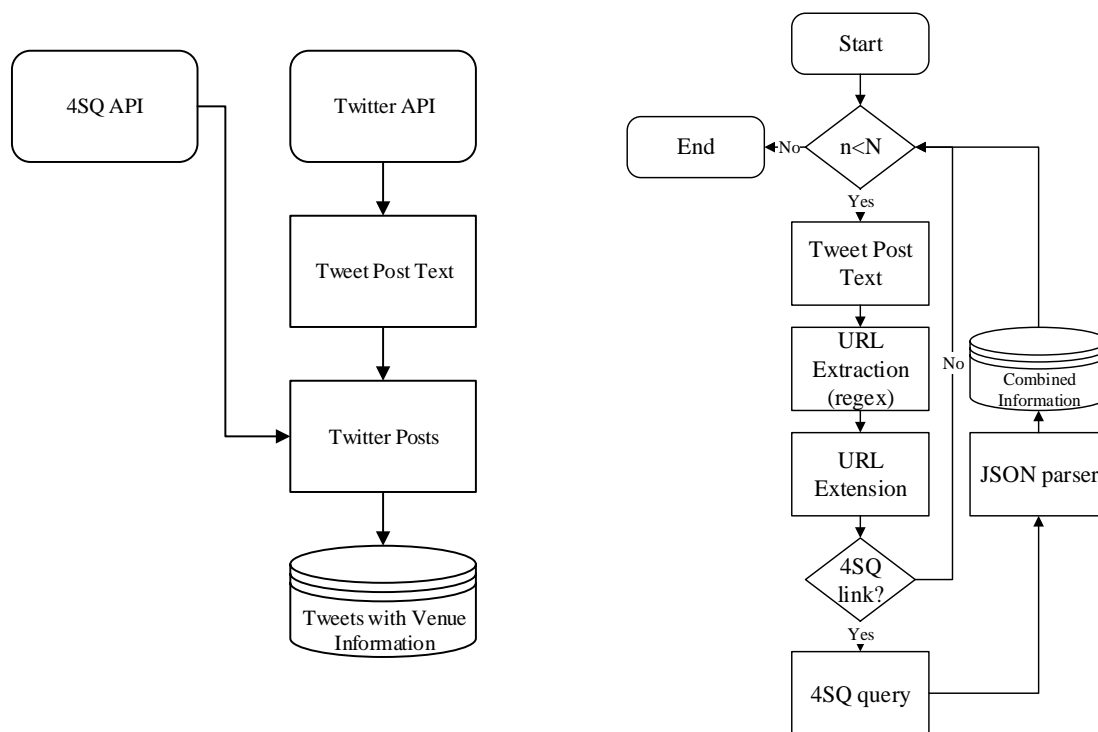 4SQ API
Twitter API
Tweet Post Text
Twitter Posts
Tweets with Venue
Information
Start
End
No
n<N
Yes
Tweet Post
Text
URL
Extraction
(regex)
No
Combined
Information
URL
Extension
JSON parser
4SQ
link?
Yes
4SQ query